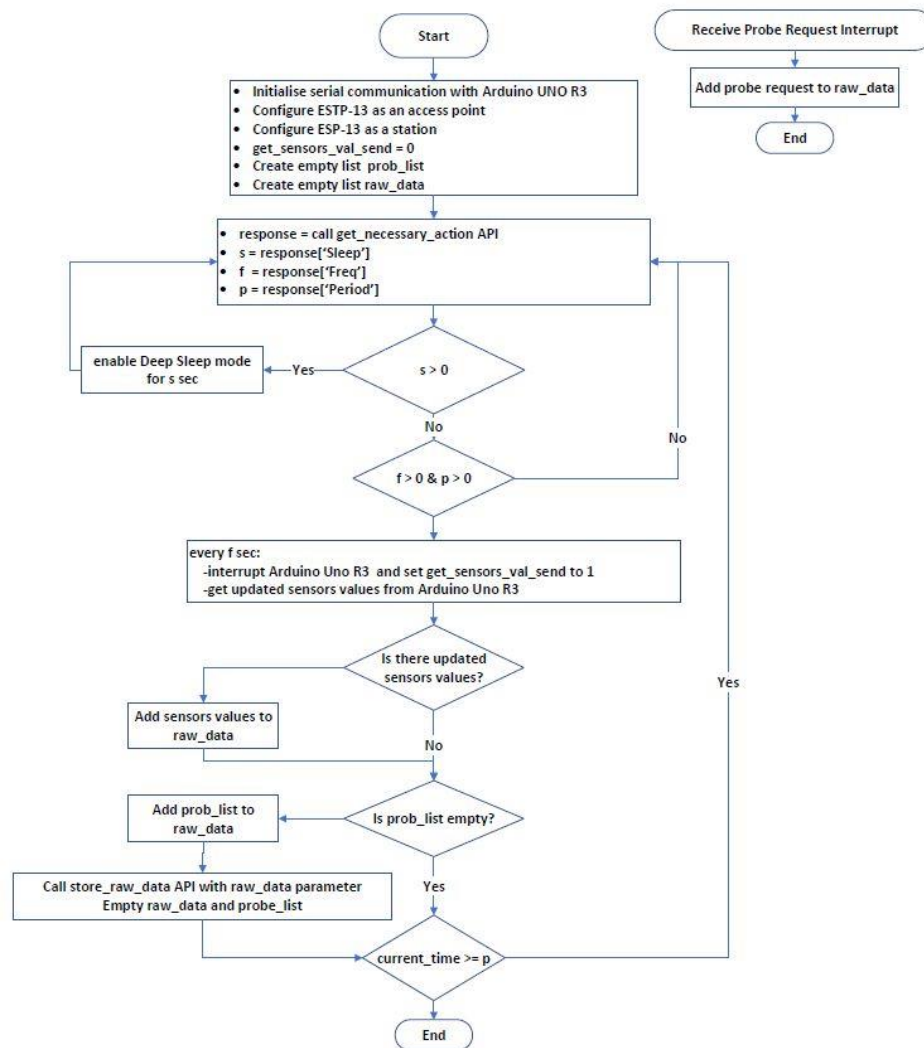 Start
• Initialise serial communication with Arduino UNO R3
• Configure ESTP-13 as an access point
• Configure ESP-13 as a station
• get_sensors_val_send = 0
• Create empty list prob_list
• Create empty list raw_data
• response = call get_necessary_action API
• s = response[‘Sleep’]
• f = response[‘Freq’]
• p = response[‘Period’]
enable Deep Sleep mode
for s sec
Yes
s > 0
No
No
f > 0 & p > 0
every f sec:
-interrupt Arduino Uno R3 and set get_sensors_val_send to 1
-get updated sensors values from Arduino Uno R3
Is there updated
sensors values?
Yes
Add sensors values to
raw_data
No
Add prob_list to
raw_data
Is prob_list empty?
Call store_raw_data API with raw_data parameter
Empty raw_data and probe_list
Yes
current_time >= p
End
Receive Probe Request Interrupt
Add probe request to raw_data
End